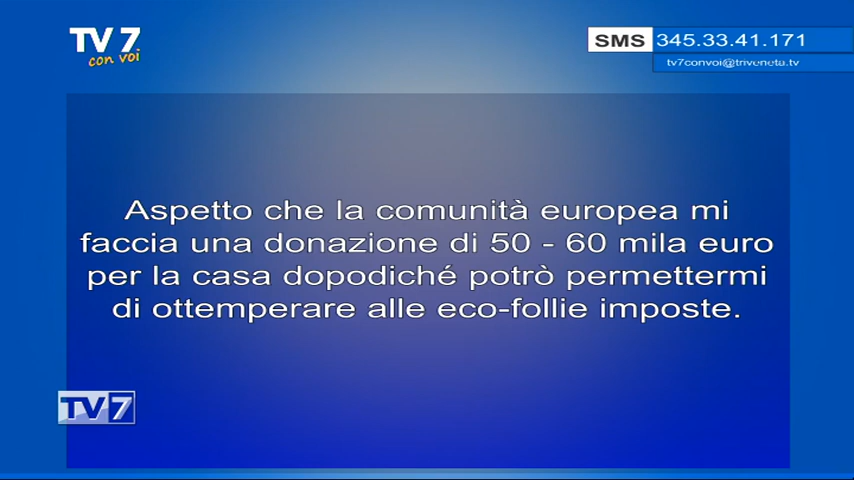 TV 7
con voi
SMS 345.33.41.171
tv7convoi@triveneta.tv
Aspetto che la comunità europea mi
faccia una donazione di 50 - 60 mila euro
per la casa dopodiché potrò permettermi
di ottemperare alle eco-follie imposte.
TV7